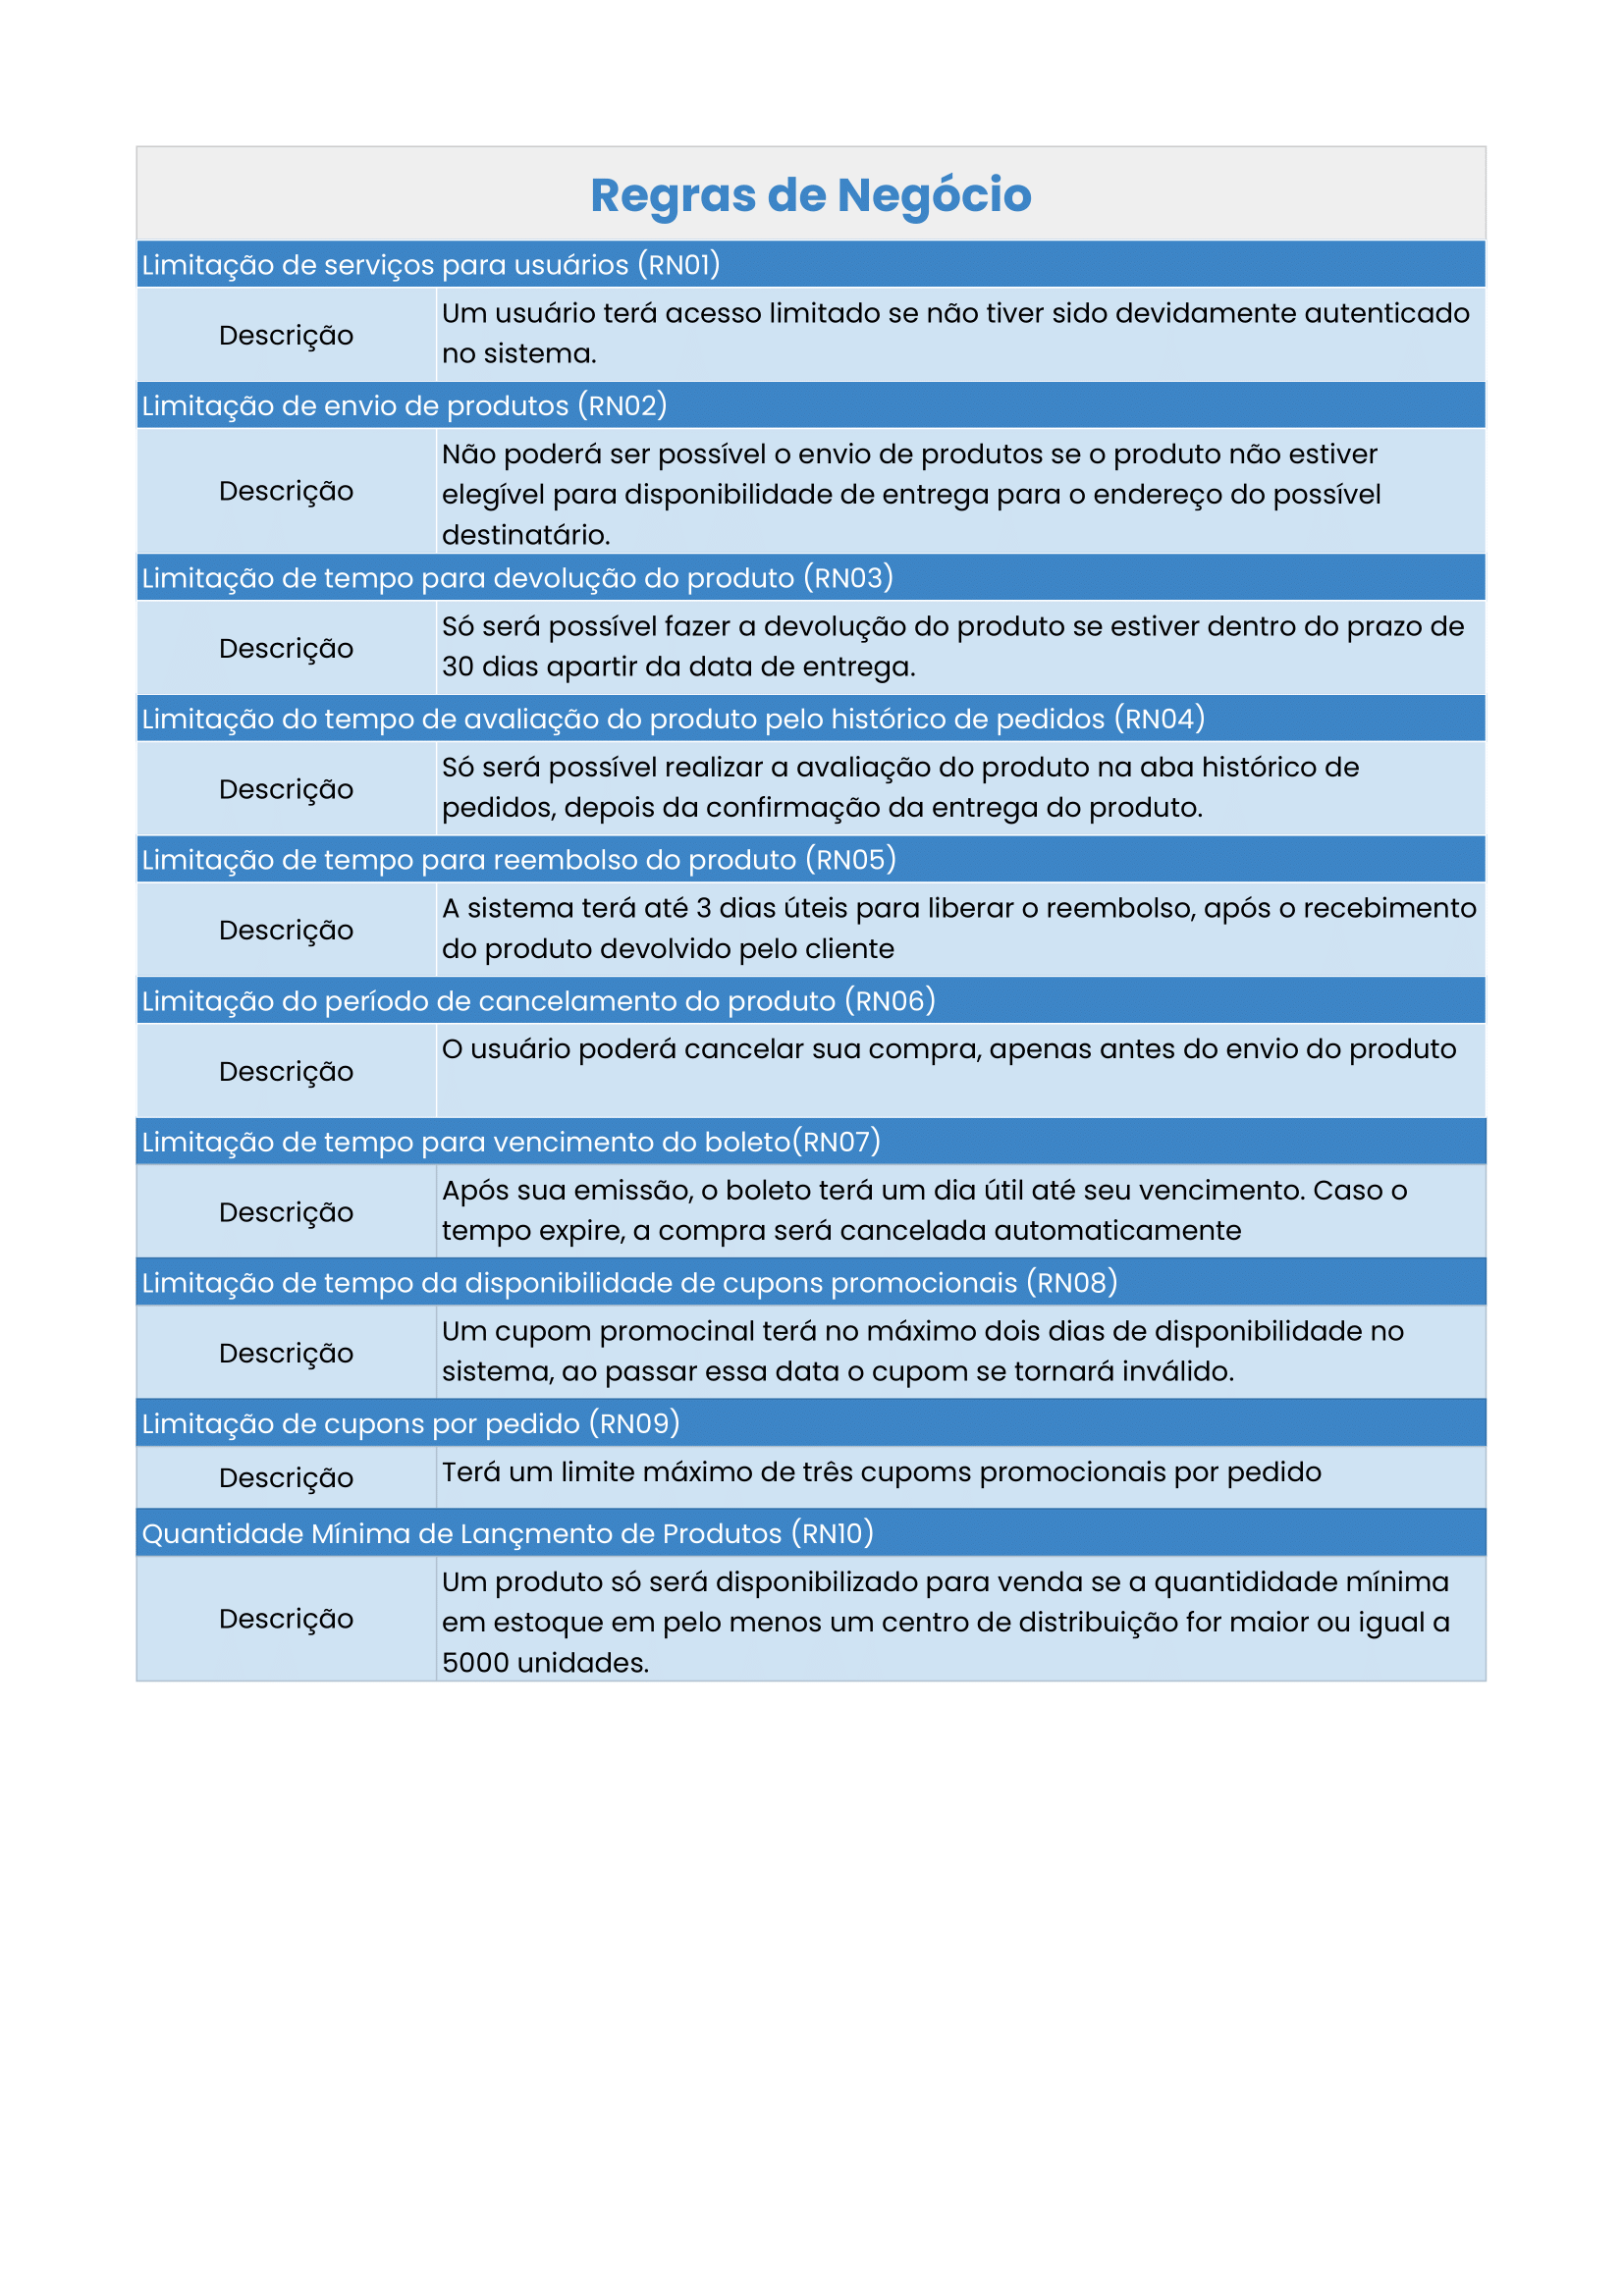 Regras de Negócio
Limitação de serviços para usuários (RN01)
Descrição
Um usuário terá acesso limitado se não tiver sido devidamente autenticado
no sistema.
Limitação de envio de produtos (RN02)
Descrição
Não poderá ser possível o envio de produtos se o produto não estiver
elegível para disponibilidade de entrega para o endereço do possível
destinatário.
Limitação de tempo para devolução do produto (RN03)
Descrição
Só será possível fazer a devolução do produto se estiver dentro do prazo de
30 dias apartir da data de entrega.
Limitação do tempo de avaliação do produto pelo histórico de pedidos (RN04)
Descrição
Só será possível realizar a avaliação do produto na aba histórico de
pedidos, depois da confirmação da entrega do produto.
Limitação de tempo para reembolso do produto (RN05)
Descrição
A sistema terá até 3 dias úteis para liberar o reembolso, após o recebimento
do produto devolvido pelo cliente
Limitação do período de cancelamento do produto (RN06)
Descrição
O usuário poderá cancelar sua compra, apenas antes do envio do produto
Limitação de tempo para vencimento do boleto(RN07)
Descrição
Após sua emissão, o boleto terá um dia útil até seu vencimento. Caso o
tempo expire, a compra será cancelada automaticamente
Limitação de tempo da disponibilidade de cupons promocionais (RN08)
Descrição
Um cupom promocinal terá no máximo dois dias de disponibilidade no
sistema, ao passar essa data o cupom se tornará inválido.
Limitação de cupons por pedido (RN09)
Descrição
Terá um limite máximo de três cupoms promocionais por pedido
Quantidade Mínima de Lançmento de Produtos (RN10)
Descrição
Um produto só será disponibilizado para venda se a quantididade mínima
em estoque em pelo menos um centro de distribuição for maior ou igual a
5000 unidades.